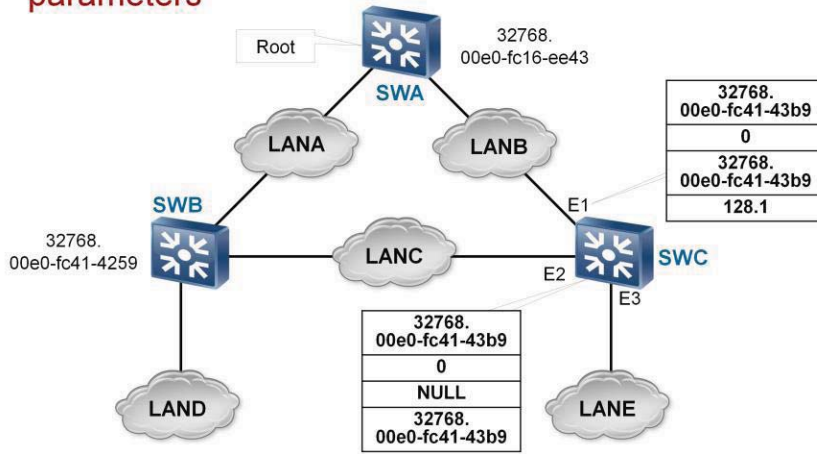 parameters
Root
32768.
00e0-fc16-ee43
SWA
LANA
LANB
32768.
00e0-fc41-43b9
0
32768.
00e0-fc41-43b9
128.1
E1
SWB
32768.
00e0-fc41-4259
LANC
SWC
E2
E3
32768.
00e0-fc41-43b9
0
NULL
32768.
00e0-fc41-43b9
LAND
LANE